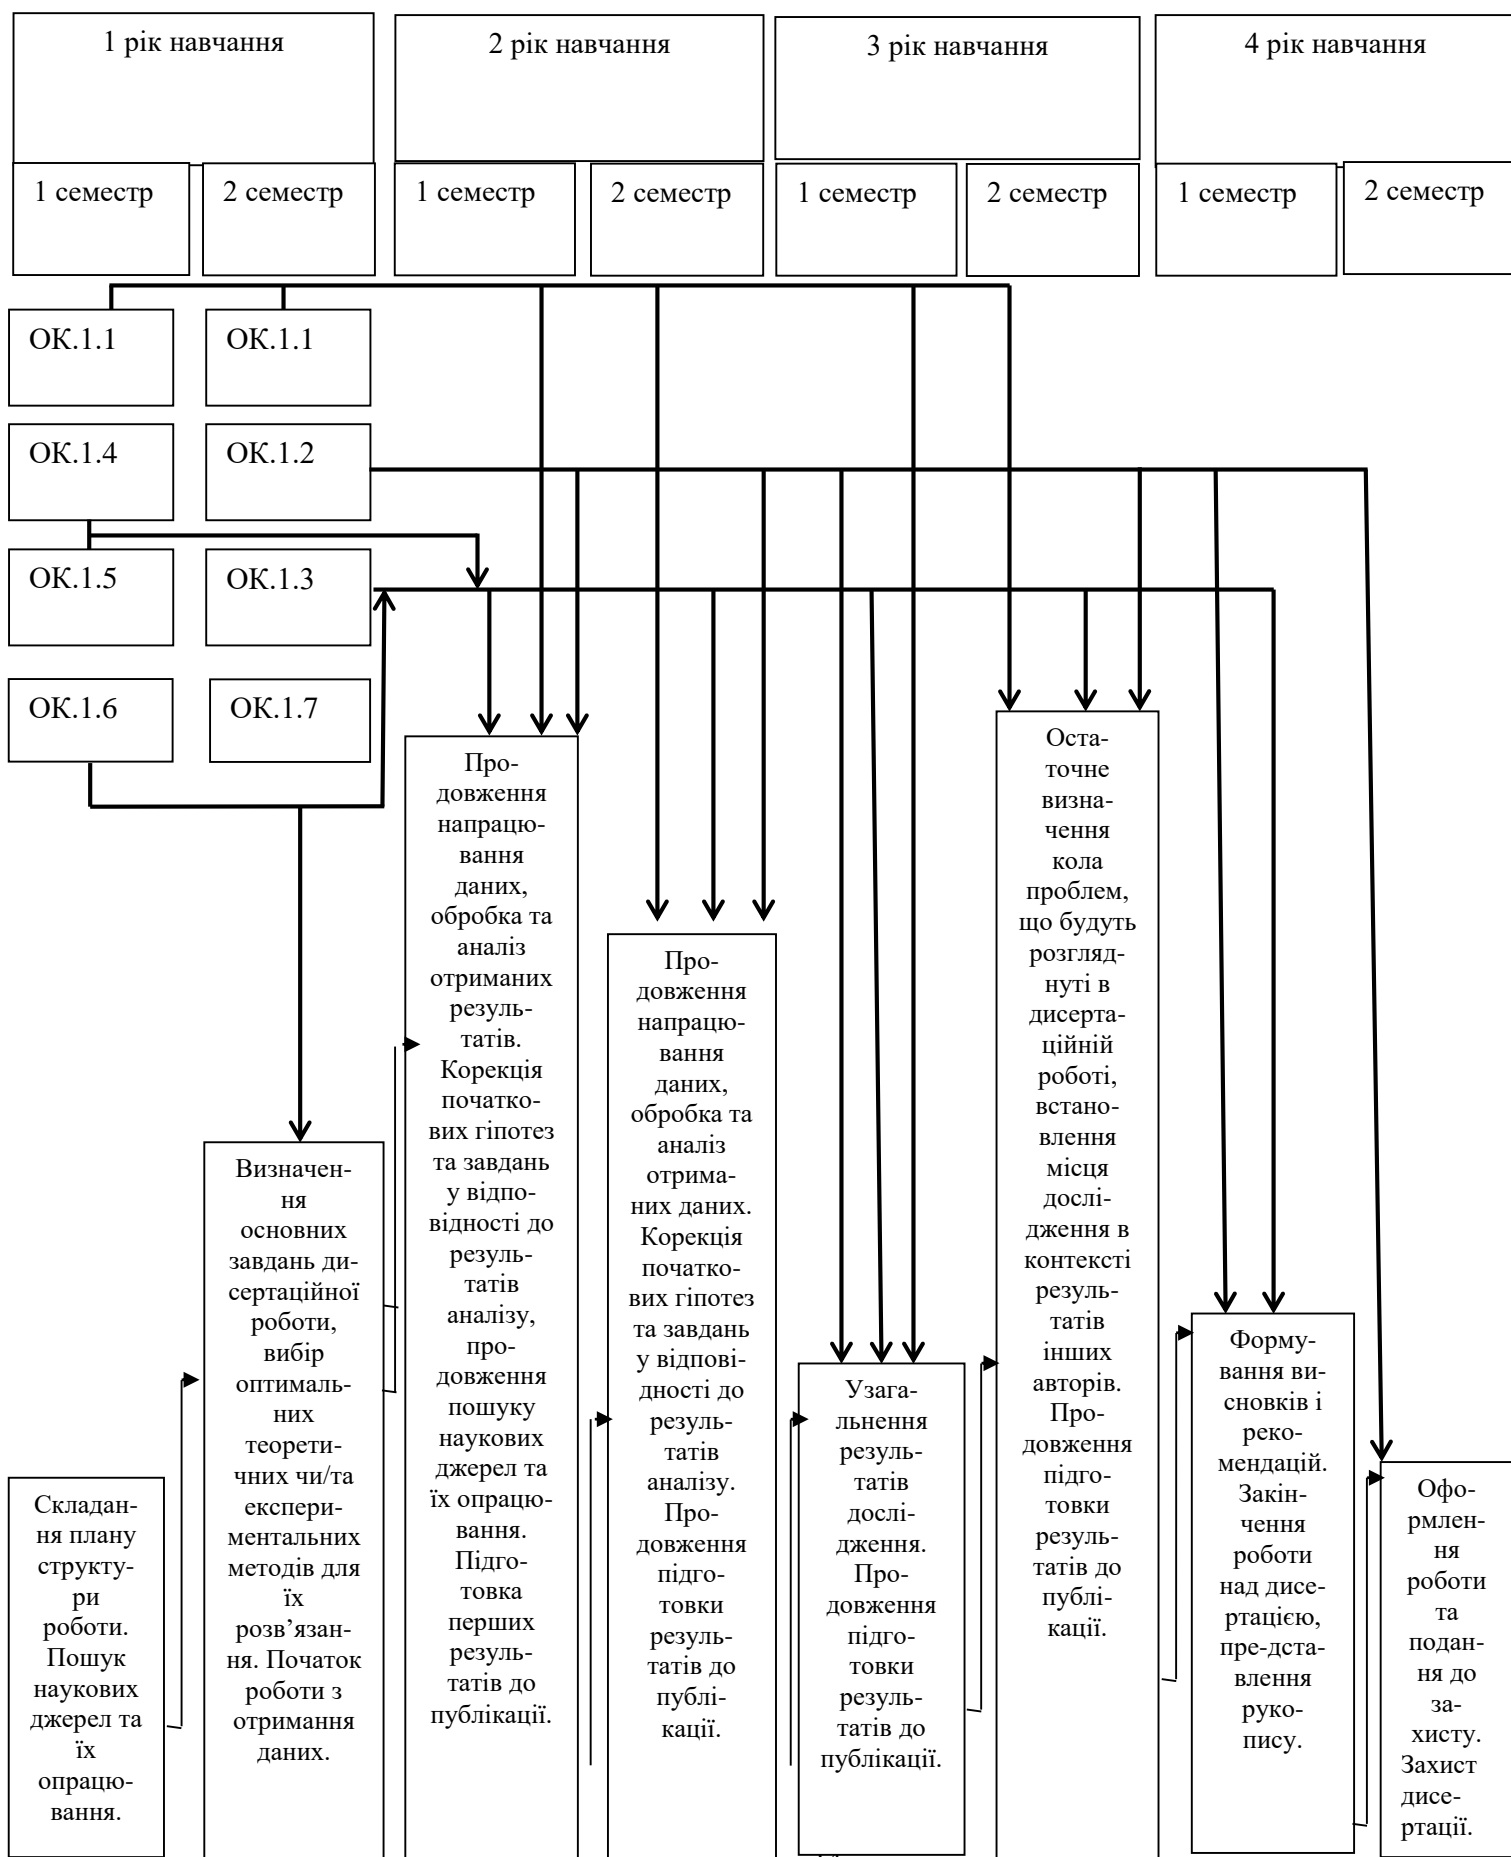 1 рік навчання
2 рік навчання
3 рік навчання
4 рік навчання
1 семестр
2 семестр
1 семестр
2 семестр
1 семестр
2 семестр
1 семестр
2 семестр
ОК.1.1
ОК.1.1
ОК.1.4
ОК.1.2
ОК.1.5
ОК.1.3
ОК.1.6
ОК.1.7
Складан-
ня плану
структу-
ри
роботи.
Пошук
наукових
джерел та
їх
опрацю-
вання.
Визначен-
ня
основних
завдань ди-
сертаційної
роботи,
вибір
оптималь-
них
теорети-
чних чи/та
експери-
ментальних
методів для
їх
розв’язан-
ня. Початок
роботи з
отримання
даних.
Про-
довження
напрацю-
вання
даних,
обробка та
аналіз
отриманих
резуль-
татів.
Корекція
початко-
вих гіпотез
та завдань
у відпо-
відності до
резуль-
татів
аналізу,
про-
довження
пошуку
наукових
джерел та
їх опрацю-
вання.
Підго-
товка
перших
резуль-
татів до
публікації.
Про-
довження
напрацю-
вання
даних,
обробка та
аналіз
отрима-
них даних.
Корекція
початко-
вих гіпотез
та завдань
у відпові-
дності до
резуль-
татів
аналізу.
Про-
довження
підго-
товки
резуль-
татів до
публі-
кації.
Узага-
льнення
резуль-
татів
дослі-
дження.
Про-
довження
підго-
товки
резуль-
татів до
публікації.
Оста-
точне
визна-
чення
кола
проблем,
що будуть
розгляд-
нуті в
дисерта-
ційній
роботі,
встано-
влення
місця
дослі-
дження в
контексті
резуль-
татів
інших
авторів.
Про-
довження
підго-
товки
резуль-
татів до
публі-
кації.
Форму-
вання ви-
сновків і
реко-
мендацій.
Закін-
чення
роботи
над дисе-
ртацією,
пре-дста-
влення
руко-
пису.
Офо-
рмлен-
ня
роботи
та
подан-
ня до
за-
хисту.
Захист
дисе-
ртації.